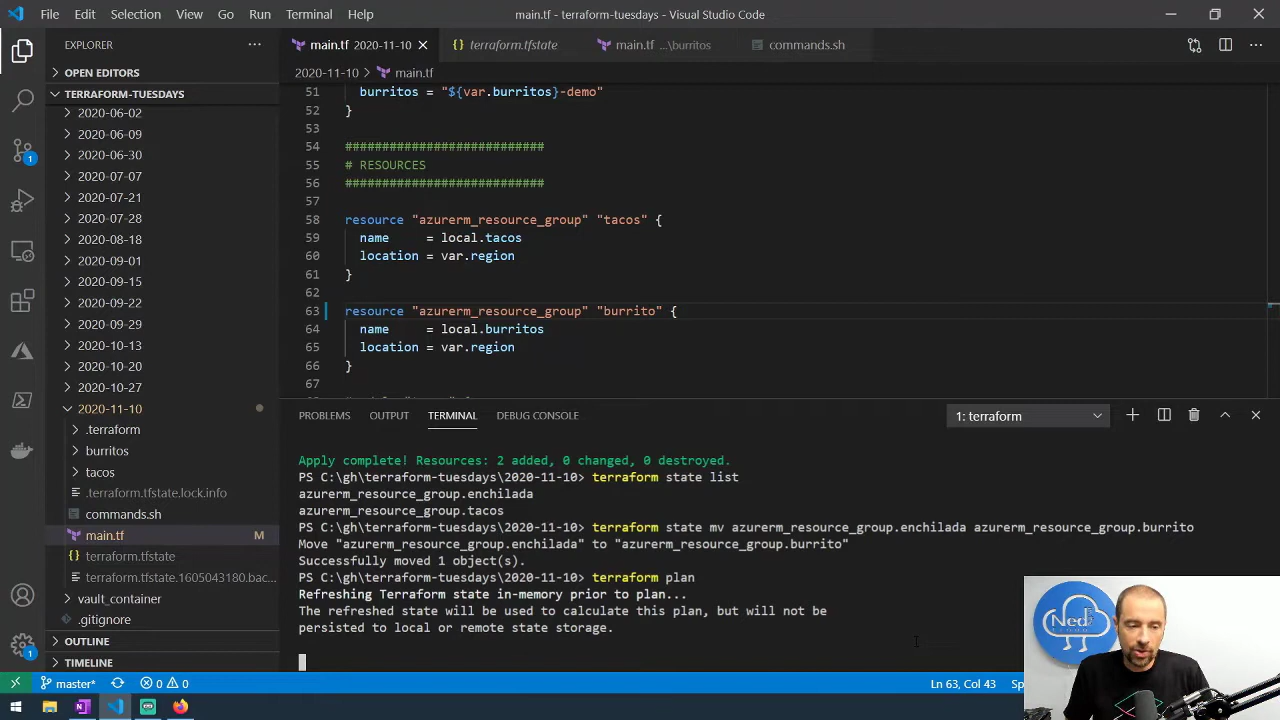 File Edit Selection View Go Run Terminal Help
main.tf - terraform-tuesdays - Visual Studio Code
EXPLORER
OPEN EDITORS
TERRAFORM-TUESDAYS
2020-06-02
2020-06-09
2020-06-30
2020-07-07
2020-07-21
2020-07-28
2020-08-18
2020-09-01
2020-09-15
2020-09-22
2020-09-29
2020-10-13
2020-10-20
2020-10-27
2020-11-10
.terraform
burritos
tacos
.terraform.tfstate.lock.info
commands.sh
main.tf M
terraform.tfstate
terraform.tfstate.1605043180.bac...
vault_container
.gitignore
OUTLINE
TIMELINE
1
1
main.tf 2020-11-10
terraform.tfstate
main.tf ...\burritos
commands.sh
2020-11-10 > main.tf
51 burritos = "${var.burritos}-demo"
52 }
53
54 ###########################
55 # RESOURCES
56 ###########################
57
58 resource "azurerm_resource_group" "tacos" {
59 name = local.tacos
60 location = var.region
61 }
62
63 resource "azurerm_resource_group" "burrito" {
64 name = local.burritos
65 location = var.region
66 }
67
PROBLEMS OUTPUT TERMINAL DEBUG CONSOLE
1: terraform
Apply complete! Resources: 2 added, 0 changed, 0 destroyed.
PS C:\gh\terraform-tuesdays\2020-11-10> terraform state list
azurerm_resource_group.enchilada
azurerm_resource_group.tacos
PS C:\gh\terraform-tuesdays\2020-11-10> terraform state mv azurerm_resource_group.enchilada azurerm_resource_group.burrito
Move "azurerm_resource_group.enchilada" to "azurerm_resource_group.burrito"
Successfully moved 1 object(s).
PS C:\gh\terraform-tuesdays\2020-11-10> terraform plan
Refreshing Terraform state in-memory prior to plan...
The refreshed state will be used to calculate this plan, but will not be
persisted to local or remote state storage.
master* 0 0
Ln 63, Col 43